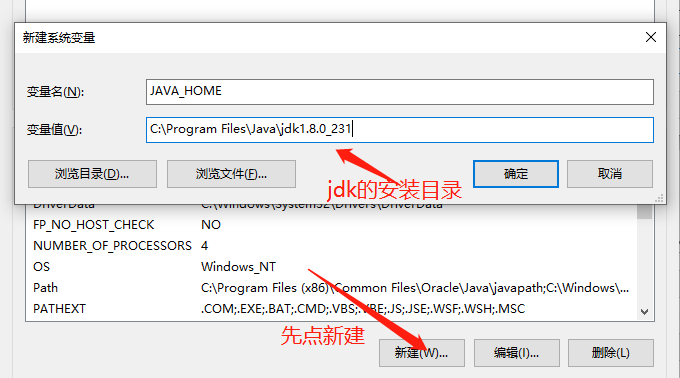 新建系统变量
变量名(N):
JAVA_HOME
变量值(V):
C:\Program Files\Java\jdk1.8.0_231
浏览目录(D)...
浏览文件(F)...
确定
取消
jdk的安装目录
DriverData C:\Windows\System32\Drivers\DriverData
FP_NO_HOST_CHECK NO
NUMBER_OF_PROCESSORS 4
OS Windows_NT
Path C:\Program Files (x86)\Common Files\Oracle\Java\javapath;C:\Windows\...
PATHEXT .COM;.EXE;.BAT;.CMD;.VBS;.VBE;.JS;.JSE;.WSF;.WSH;.MSC
先点新建
新建(W)...
编辑(I)...
删除(L)